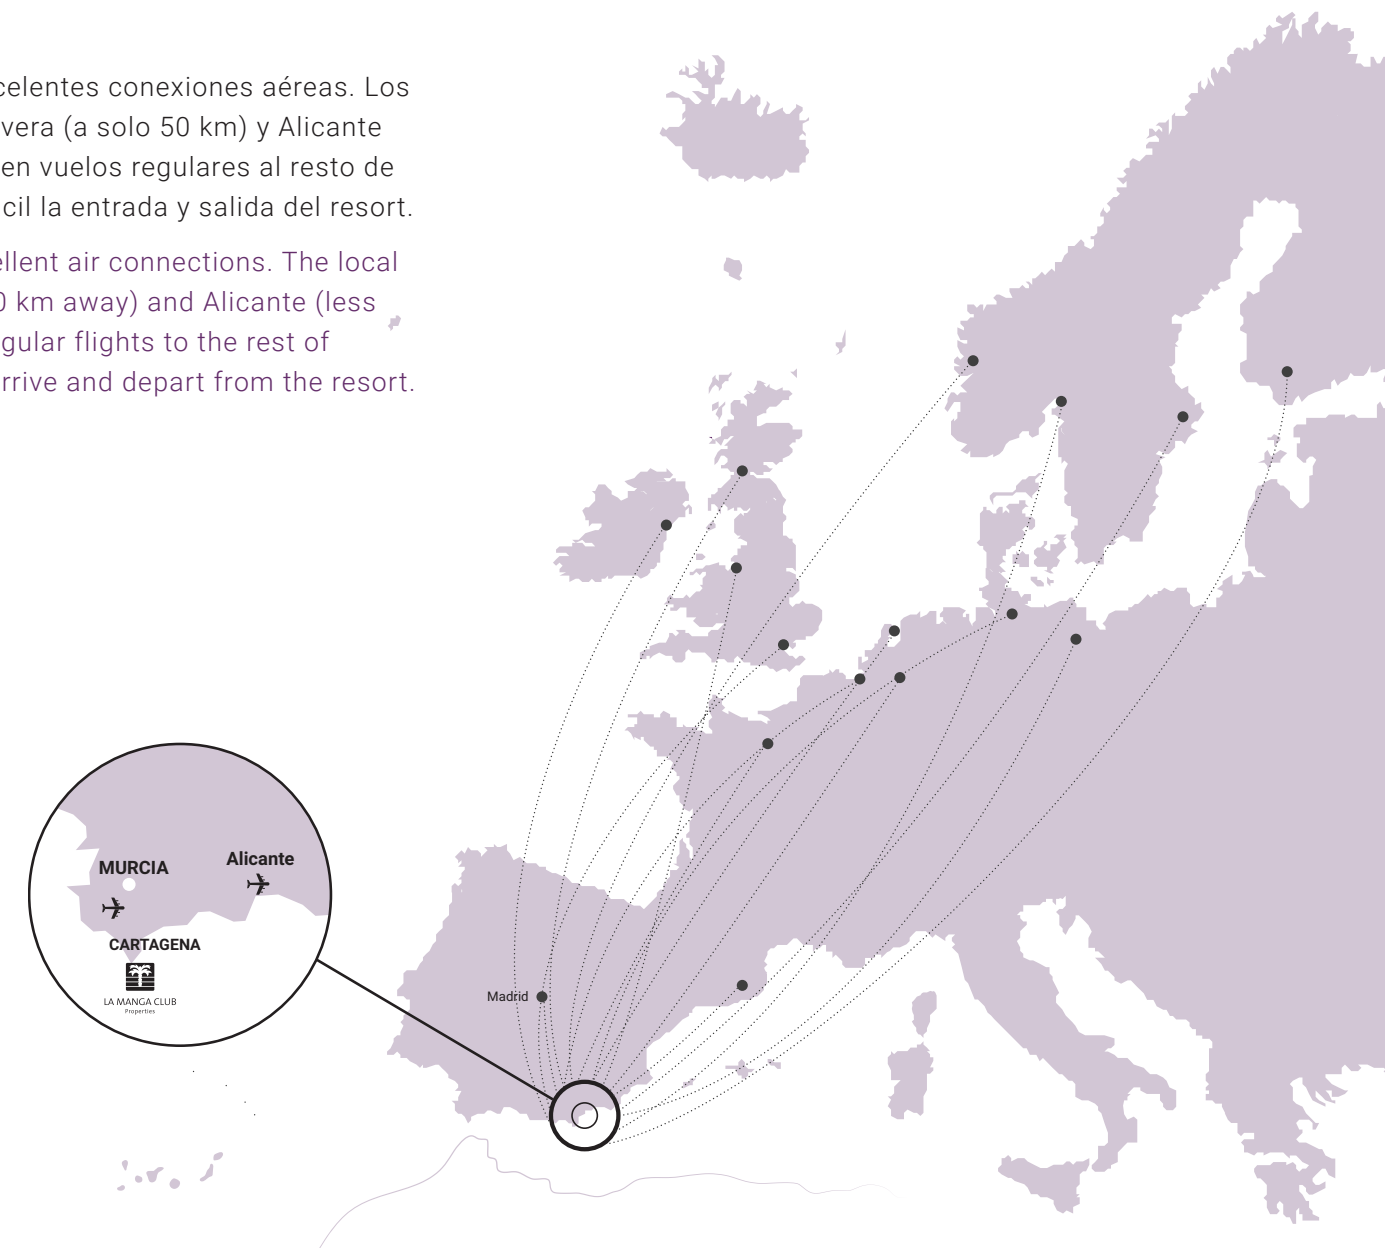 celentes conexiones aéreas. Los
vera (a solo 50 km) y Alicante
en vuelos regulares al resto de
cil la entrada y salida del resort.
ellent air connections. The local
0 km away) and Alicante (less
gular flights to the rest of
rrive and depart from the resort.
MURCIA
Alicante
CARTAGENA
LA MANGA CLUB
Properties
Madrid